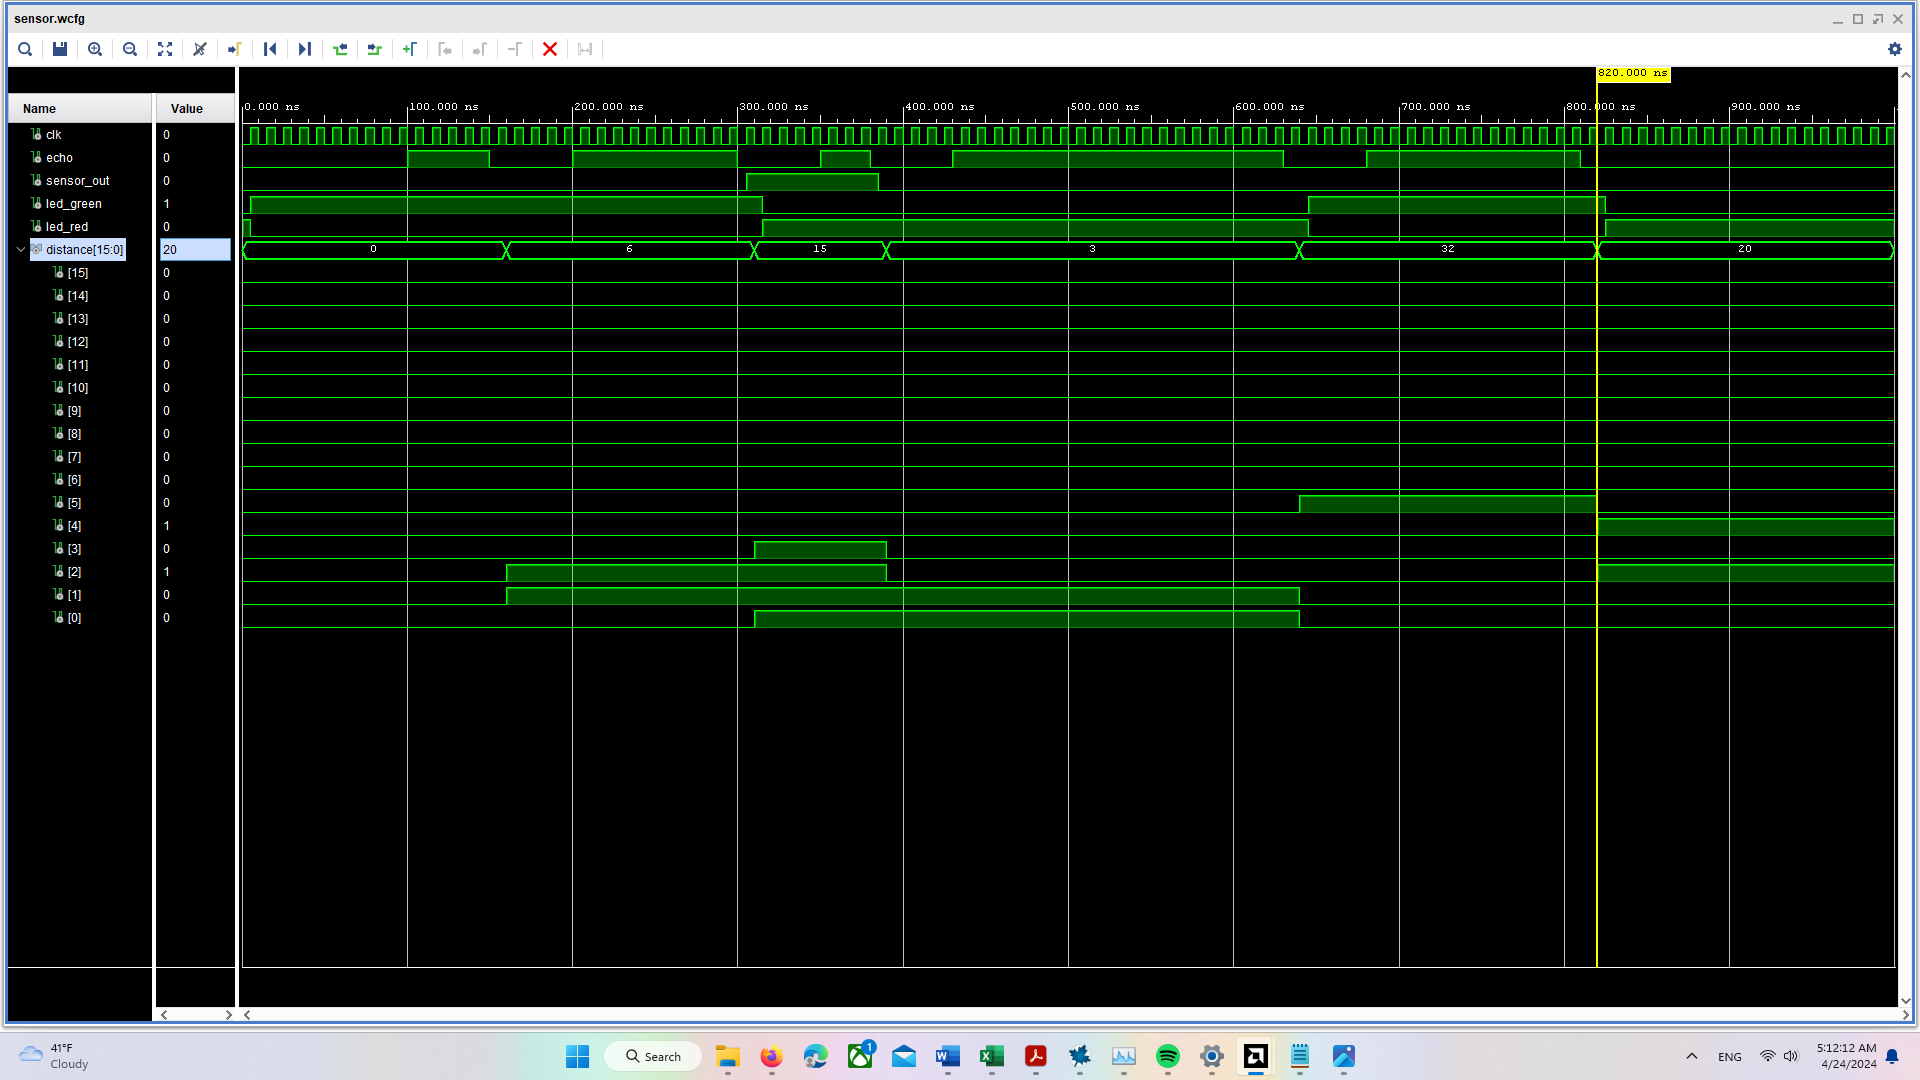 sensor.wcfg
820.000 ns
Name Value
0.000 ns 100.000 ns 200.000 ns 300.000 ns 400.000 ns 500.000 ns 600.000 ns 700.000 ns 800.000 ns 900.000 ns
clk 0
echo 0
sensor_out 0
led_green 1
led_red 0
distance[15:0] 20 0 6 15 3 32 20
[15] 0
[14] 0
[13] 0
[12] 0
[11] 0
[10] 0
[9] 0
[8] 0
[7] 0
[6] 0
[5] 0
[4] 1
[3] 0
[2] 1
[1] 0
[0] 0
41°F
Cloudy
Search
1
ENG
5:12:12 AM
4/24/2024